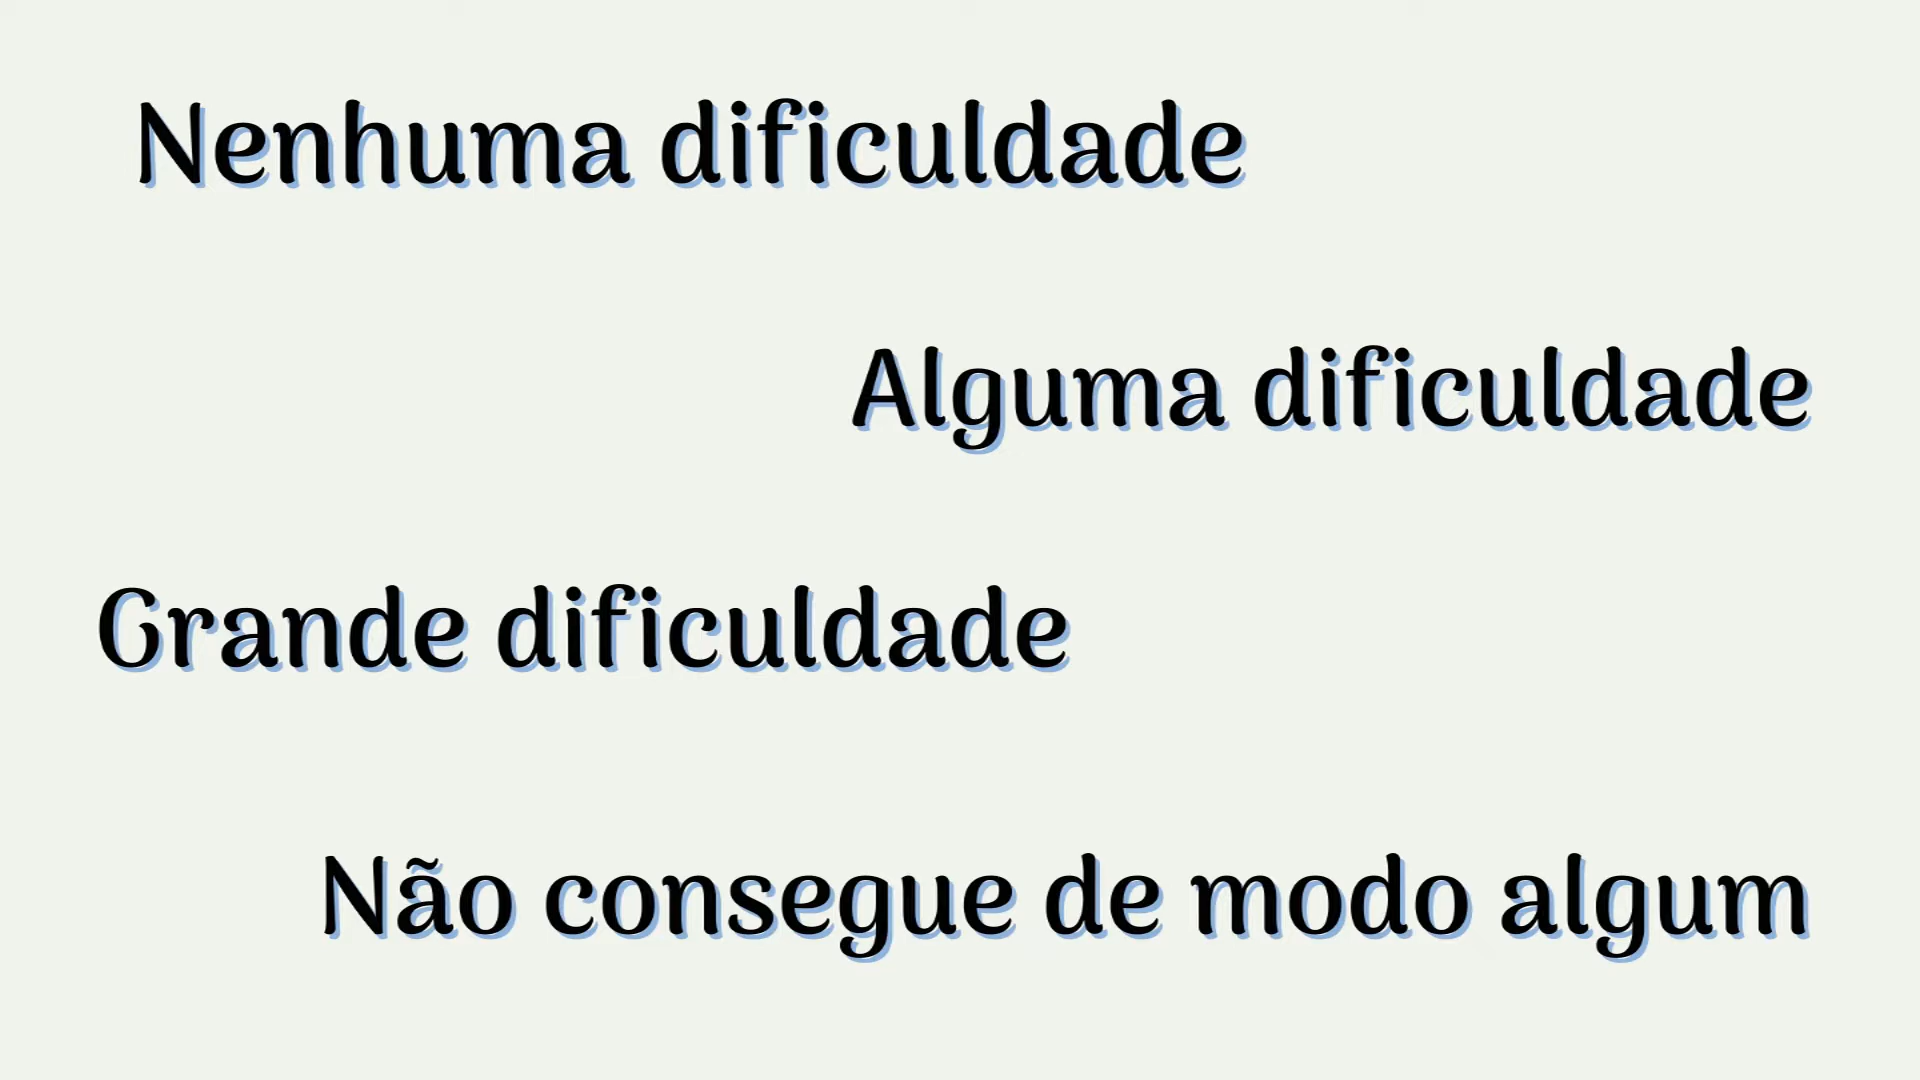 Nenhuma dificuldade
Alguma dificuldade
Grande dificuldade
Não consegue de modo algum